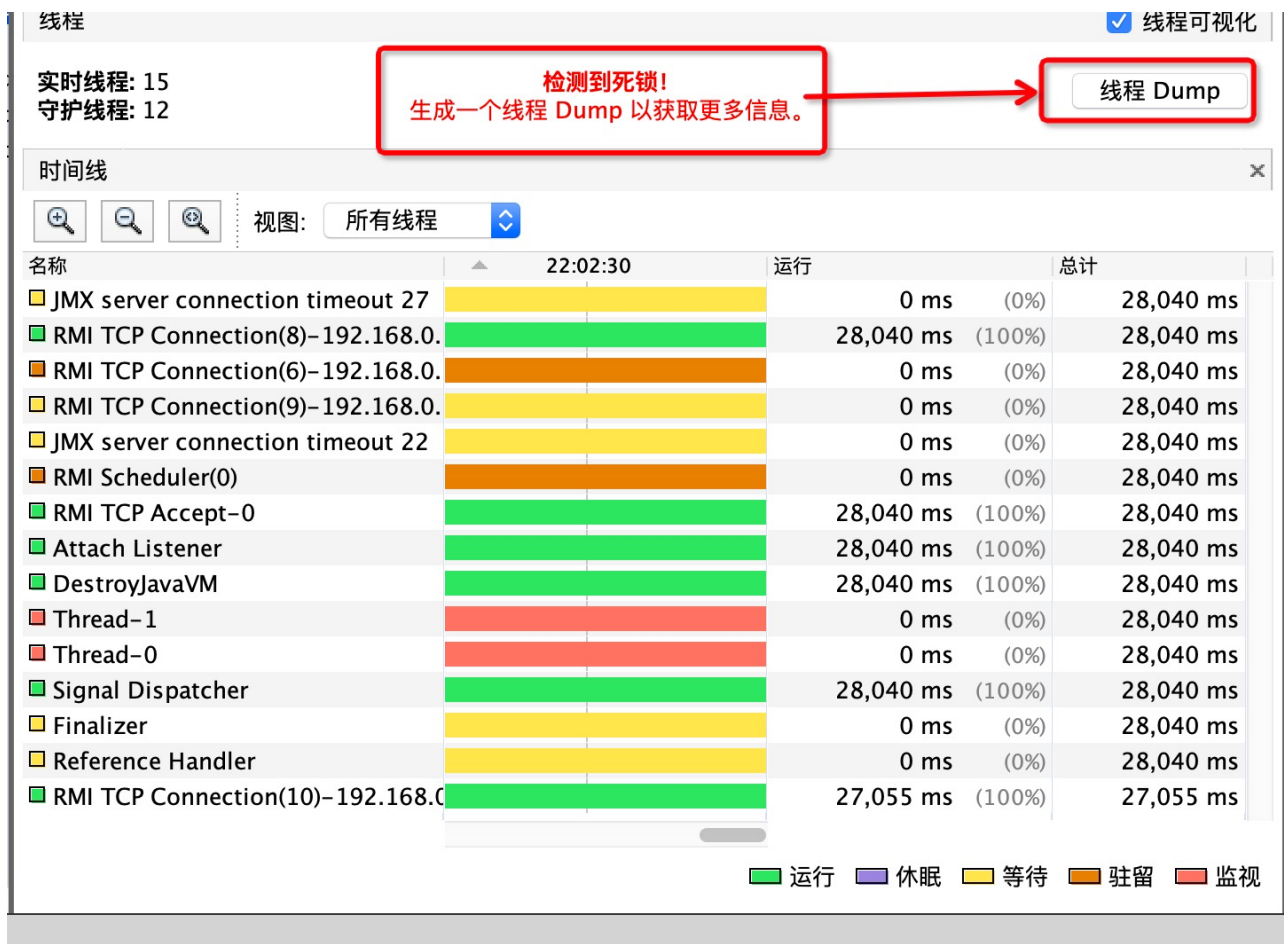 线程
线程可视化
实时线程: 15
守护线程: 12
检测到死锁!
生成一个线程 Dump 以获取更多信息。
线程 Dump
时间线
视图: 所有线程
名称 22:02:30 运行 总计
JMX server connection timeout 27 0 ms (0%) 28,040 ms
RMI TCP Connection(8)-192.168.0. 28,040 ms (100%) 28,040 ms
RMI TCP Connection(6)-192.168.0. 0 ms (0%) 28,040 ms
RMI TCP Connection(9)-192.168.0. 0 ms (0%) 28,040 ms
JMX server connection timeout 22 0 ms (0%) 28,040 ms
RMI Scheduler(0) 0 ms (0%) 28,040 ms
RMI TCP Accept-0 28,040 ms (100%) 28,040 ms
Attach Listener 28,040 ms (100%) 28,040 ms
DestroyJavaVM 28,040 ms (100%) 28,040 ms
Thread-1 0 ms (0%) 28,040 ms
Thread-0 0 ms (0%) 28,040 ms
Signal Dispatcher 28,040 ms (100%) 28,040 ms
Finalizer 0 ms (0%) 28,040 ms
Reference Handler 0 ms (0%) 28,040 ms
RMI TCP Connection(10)-192.168.0 27,055 ms (100%) 27,055 ms
运行 休眠 等待 驻留 监视